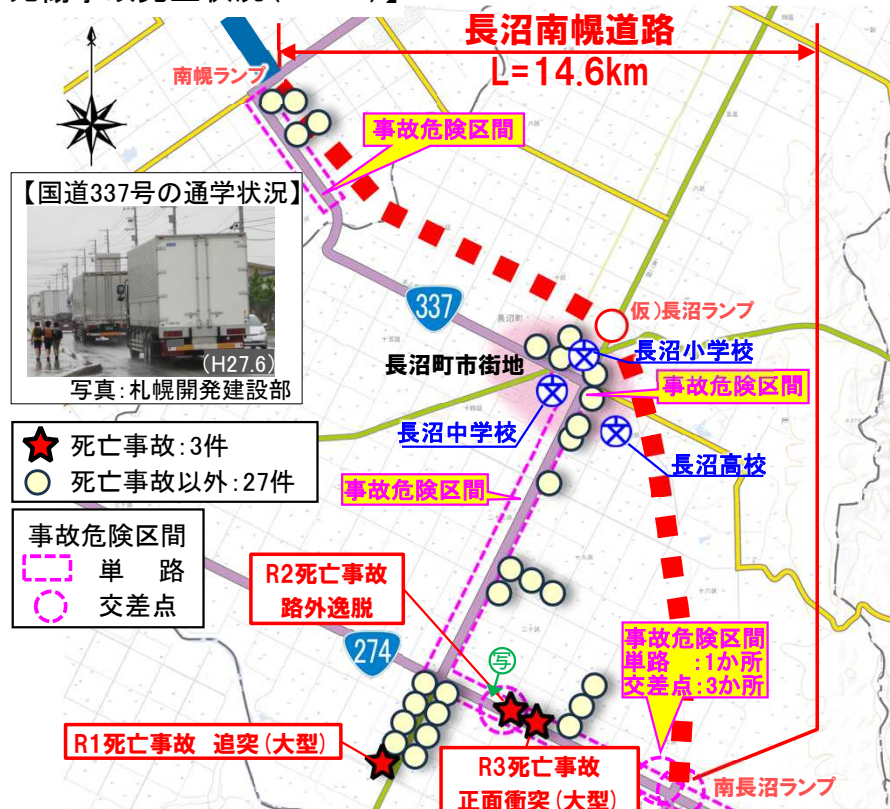 長沼南幌道路
L=14.6km
南幌ランプ
事故危険区間
【国道337号の通学状況】
(H27.6)
写真:札幌開発建設部
337
仮)長沼ランプ
長沼町
長沼小学校
長沼町市街地
事故危険区間
長沼中学校
長沼高校
死亡事故:3件
死亡事故以外:27件
事故危険区間
事故危険区間
単 路
交差点
R2死亡事故
路外逸脱
274
写
事故危険区間
単路 :1か所
交差点:3か所
R1死亡事故 追突(大型)
R3死亡事故
正面衝突(大型)
南長沼ランプ